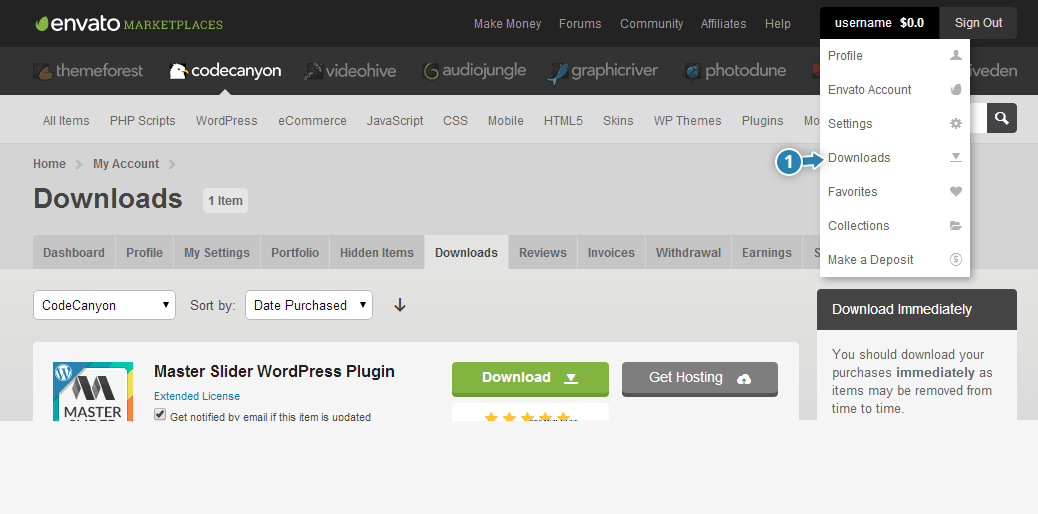 envato MARKETPLACES
Make Money Forums Community Affiliates Help
username $0.0 Sign Out
themeforest codecanyon videohive audiojungle graphicriver photodune
Profile
Envato Account
Settings
Downloads
Favorites
Collections
Make a Deposit
All Items PHP Scripts WordPress eCommerce JavaScript CSS Mobile HTML5 Skins WP Themes Plugins
Home My Account
1
Downloads 1 Item
Dashboard Profile My Settings Portfolio Hidden Items Downloads Reviews Invoices Withdrawal Earnings
CodeCanyon Sort by: Date Purchased
Master Slider WordPress Plugin
Extended License
Get notified by email if this item is updated
MASTER
Download
Get Hosting
Download Immediately
You should download your
purchases immediately as
items may be removed from
time to time.